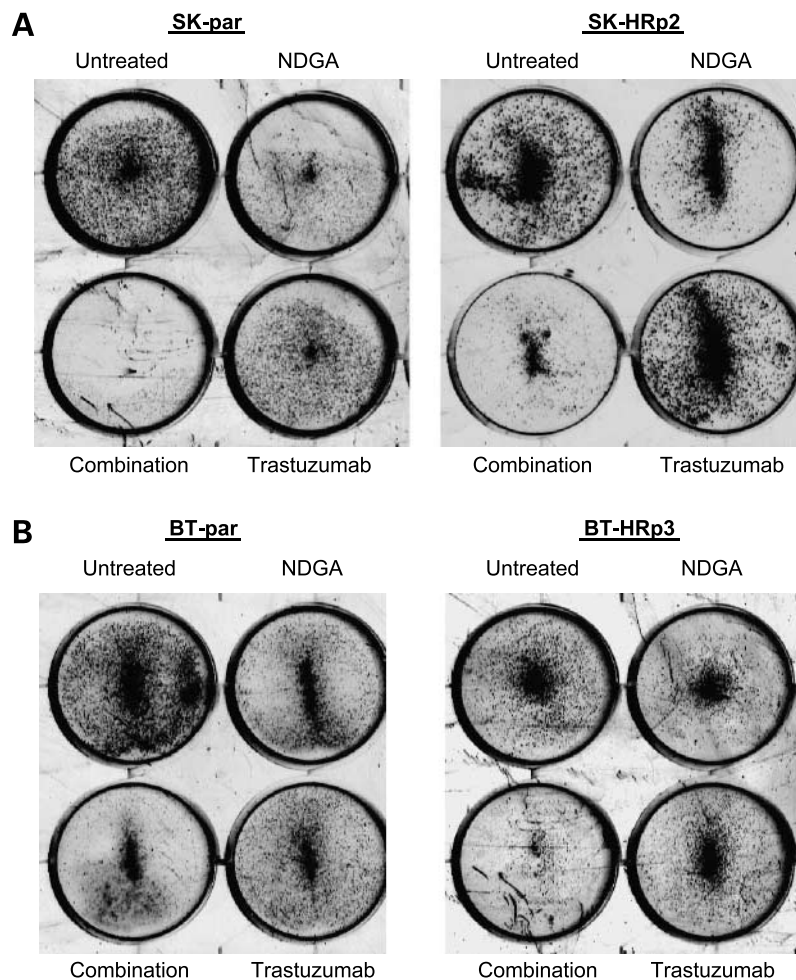 A
SK-par
SK-HRp2
Untreated NDGA
Untreated NDGA
Combination Trastuzumab
Combination Trastuzumab
B
BT-par
BT-HRp3
Untreated NDGA
Untreated NDGA
Combination Trastuzumab
Combination Trastuzumab